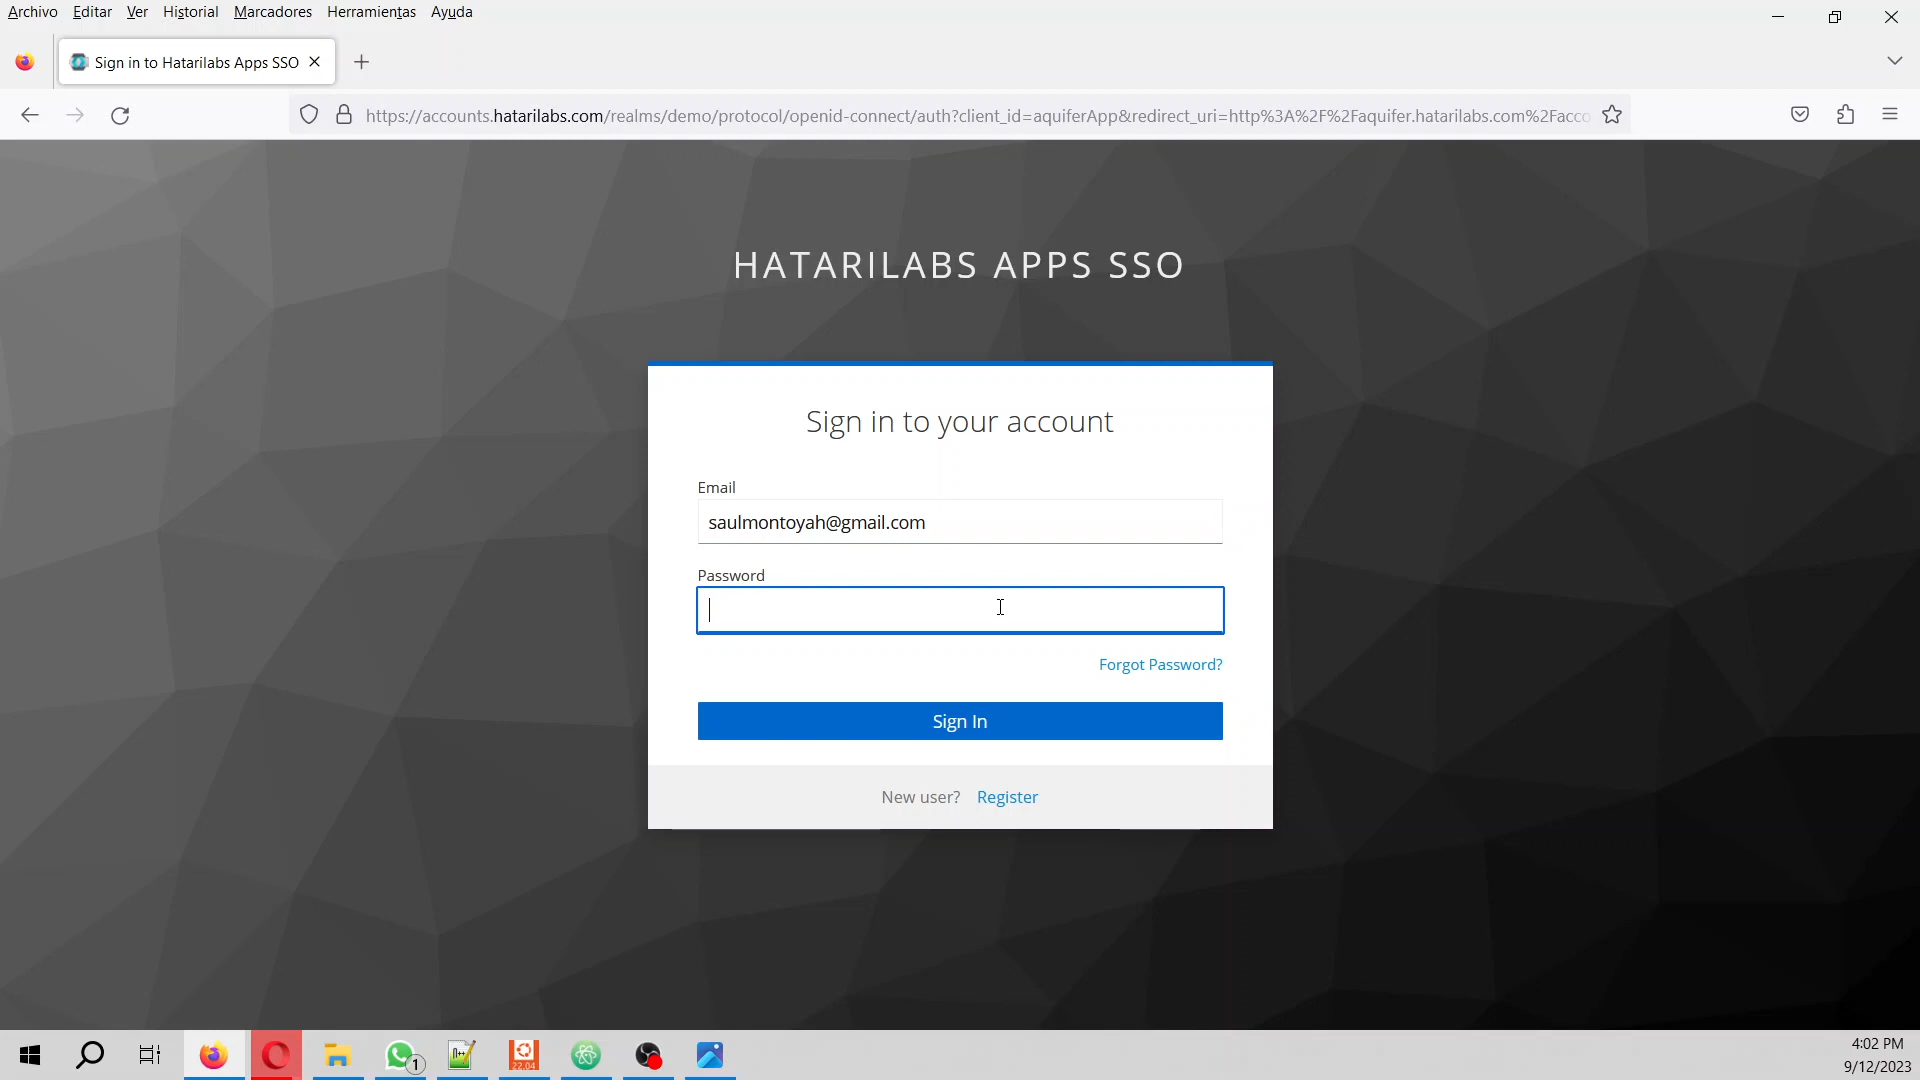 Archivo Editar Ver Historial Marcadores Herramientas Ayuda
Sign in to Hatarilabs Apps SSO
https://accounts.hatarilabs.com/realms/demo/protocol/openid-connect/auth?client_id=aquiferApp&redirect_uri=http%3A%2F%2Faquifer.hatarilabs.com%2Facco
HATARILABS APPS SSO
Sign in to your account
Email
saulmontoyah@gmail.com
Password
Forgot Password?
Sign In
New user? Register
1
22.04
4:02 PM
9/12/2023